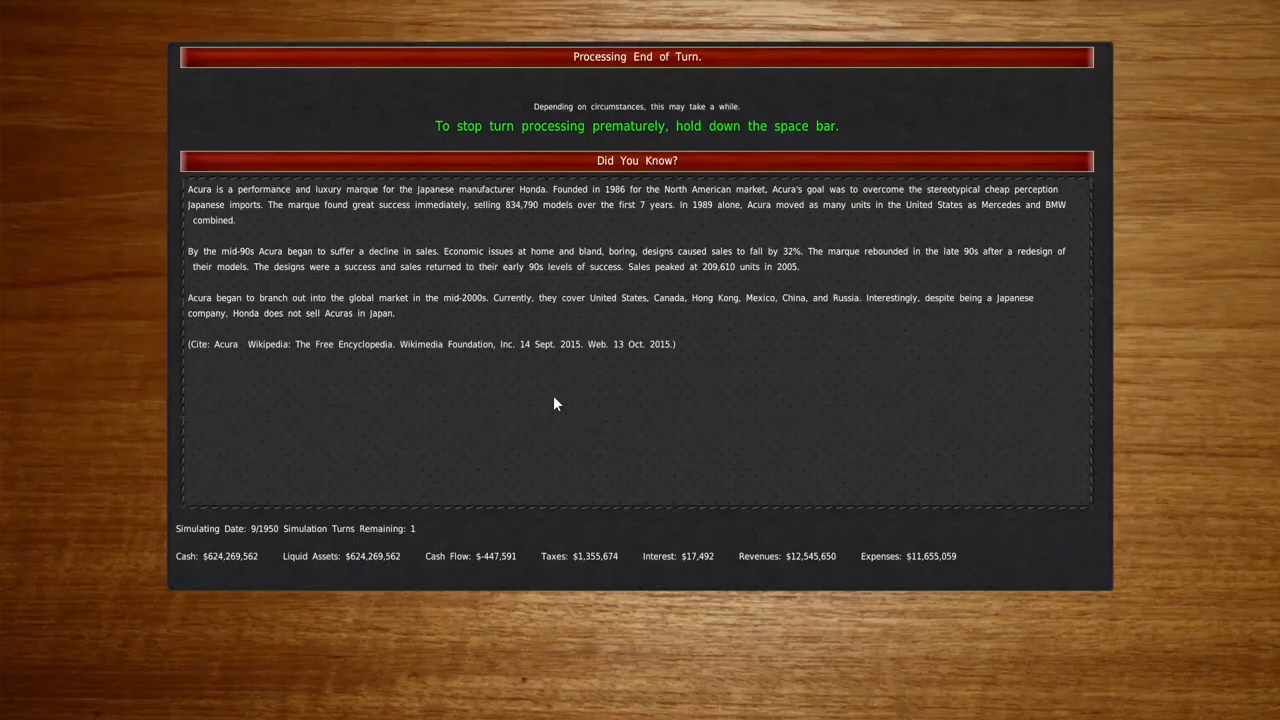 Processing End of Turn.
Depending on circumstances, this may take a while.
To stop turn processing prematurely, hold down the space bar.
Did You Know?
Acura is a performance and luxury marque for the Japanese manufacturer Honda. Founded in 1986 for the North American market, Acura's goal was to overcome the stereotypical cheap perception
Japanese imports. The marque found great success immediately, selling 834,790 models over the first 7 years. In 1989 alone, Acura moved as many units in the United States as Mercedes and BMW
combined.
By the mid-90s Acura began to suffer a decline in sales. Economic issues at home and bland, boring, designs caused sales to fall by 32%. The marque rebounded in the late 90s after a redesign of
their models. The designs were a success and sales returned to their early 90s levels of success. Sales peaked at 209,610 units in 2005.
Acura began to branch out into the global market in the mid-2000s. Currently, they cover United States, Canada, Hong Kong, Mexico, China, and Russia. Interestingly, despite being a Japanese
company, Honda does not sell Acuras in Japan.
(Cite: Acura Wikipedia: The Free Encyclopedia. Wikimedia Foundation, Inc. 14 Sept. 2015. Web. 13 Oct. 2015.)
Simulating Date: 9/1950 Simulation Turns Remaining: 1
Cash: $624,269,562 Liquid Assets: $624,269,562 Cash Flow: $-447,591 Taxes: $1,355,674 Interest: $17,492 Revenues: $12,545,650 Expenses: $11,655,059